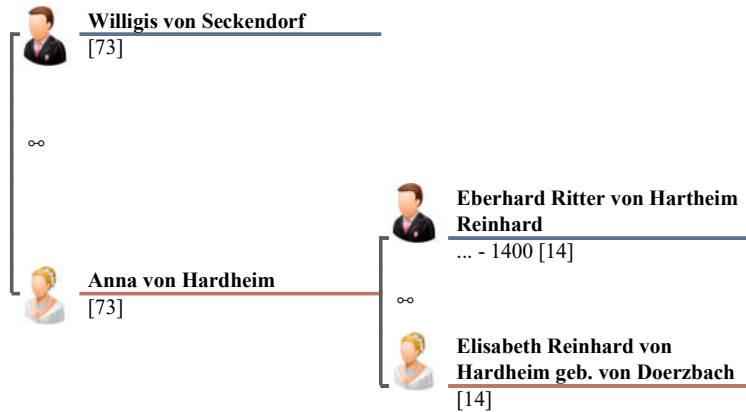 Willigis von Seckendorf
[73]
Eberhard Ritter von Hartheim
Reinhard
... - 1400 [14]
Anna von Hardheim
[73]
Elisabeth Reinhard von
Hardheim geb. von Doerzbach
[14]